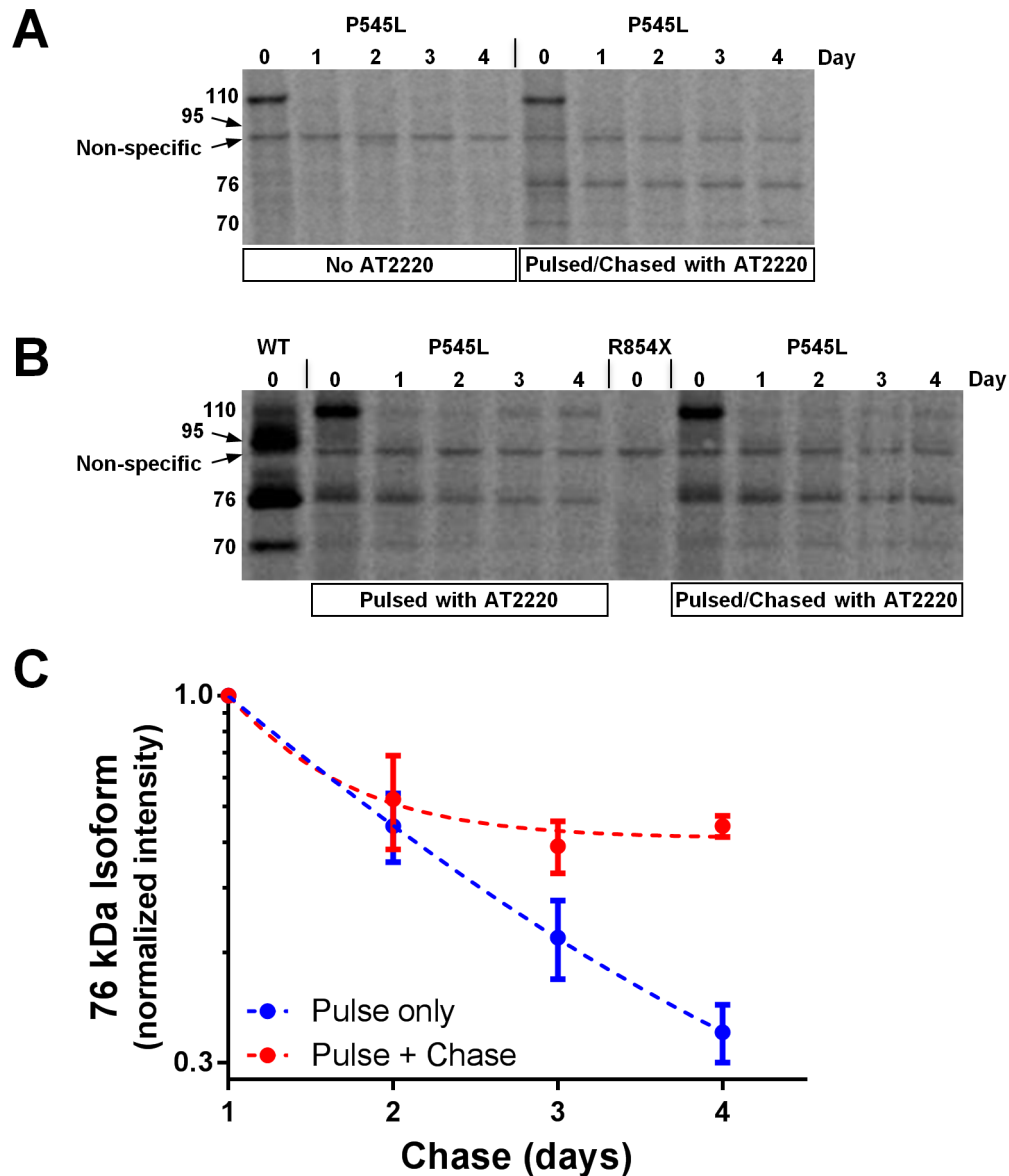 A
P545L P545L
0 1 2 3 4 0 1 2 3 4 Day
110
95
Non-specific
76
70
No AT2220 Pulsed/Chased with AT2220
B
WT P545L R854X P545L
0 0 1 2 3 4 0 0 1 2 3 4 Day
110
95
Non-specific
76
70
Pulsed with AT2220 Pulsed/Chased with AT2220
C
76 kDa Isoform
(normalized intensity)
1.0
0.3
Pulse only
Pulse + Chase
1 2 3 4
Chase (days)